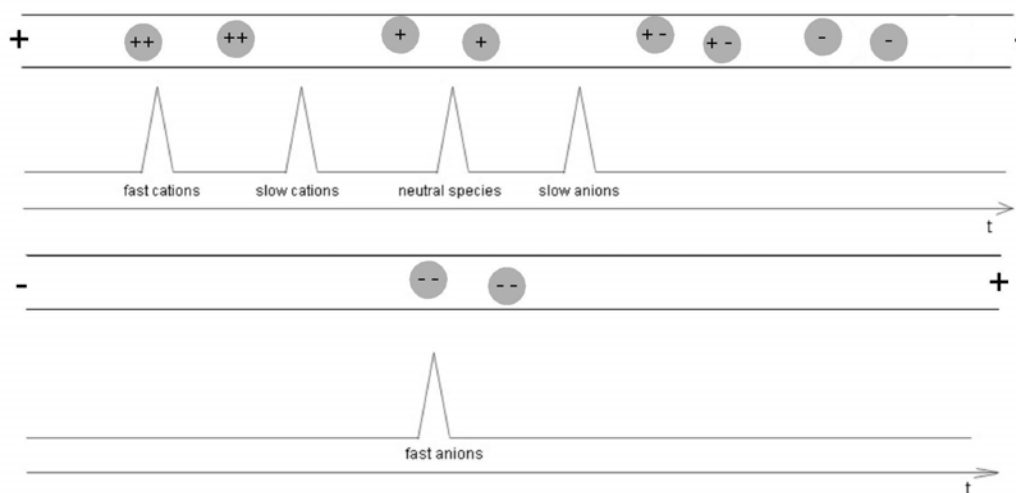 + ++ ++ + + + - + - - - -
fast cations slow cations neutral species slow anions
t
- - - - - +
fast anions
t